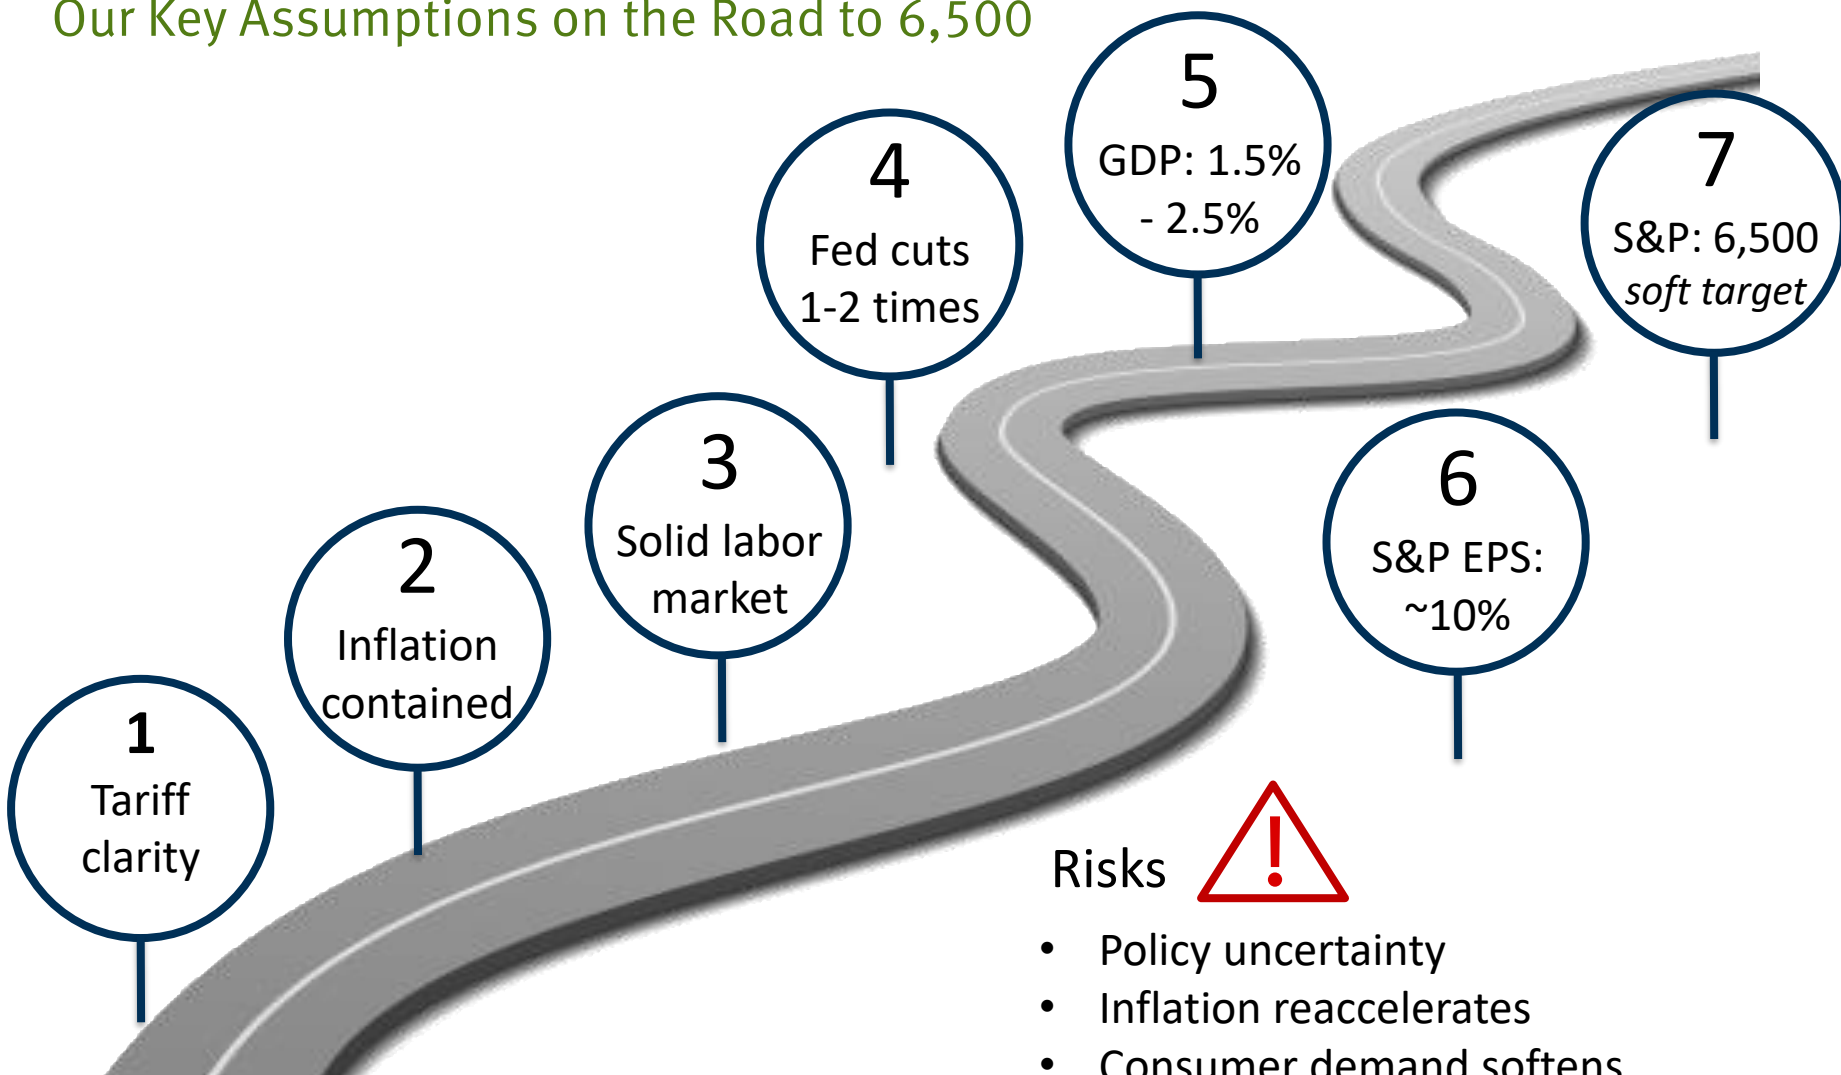 Our Key Assumptions on the Road to 6,500
1
Tariff
clarity
2
Inflation
contained
3
Solid labor
market
4
Fed cuts
1-2 times
5
GDP: 1.5%
- 2.5%
6
S&P EPS:
~10%
7
S&P: 6,500
soft target
Risks
!
• Policy uncertainty
• Inflation reaccelerates
• Consumer demand softens